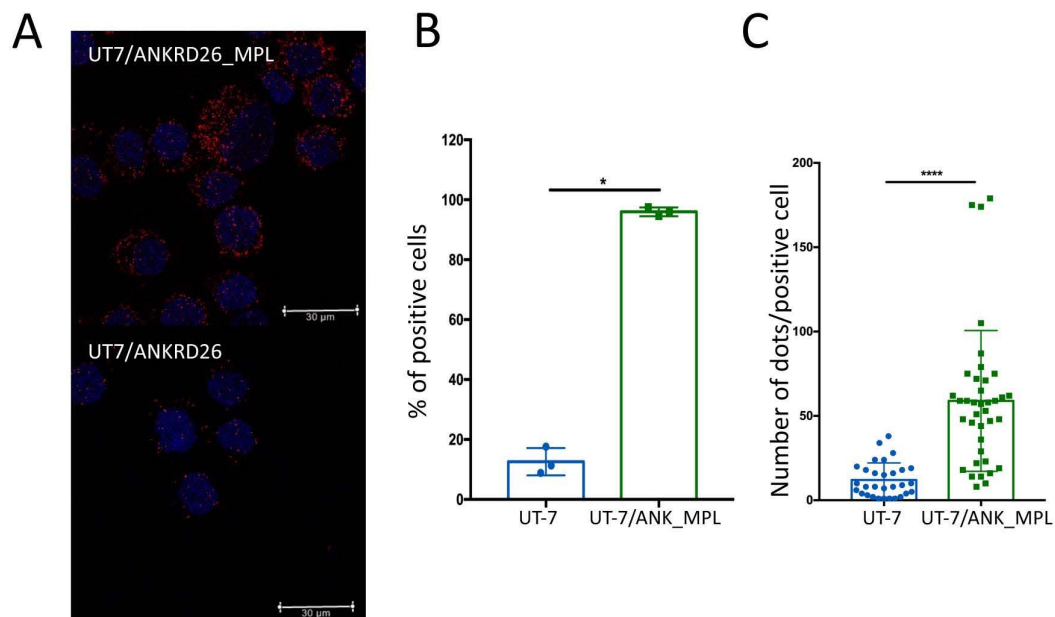 A
UT7/ANKRD26_MPL
30 µm
UT7/ANKRD26
30 µm
B
% of positive cells
120
100
80
60
40
20
0
*
UT-7
UT-7/ANK_MPL
C
Number of dots/positive cell
200
150
100
50
0
****
UT-7
UT-7/ANK_MPL